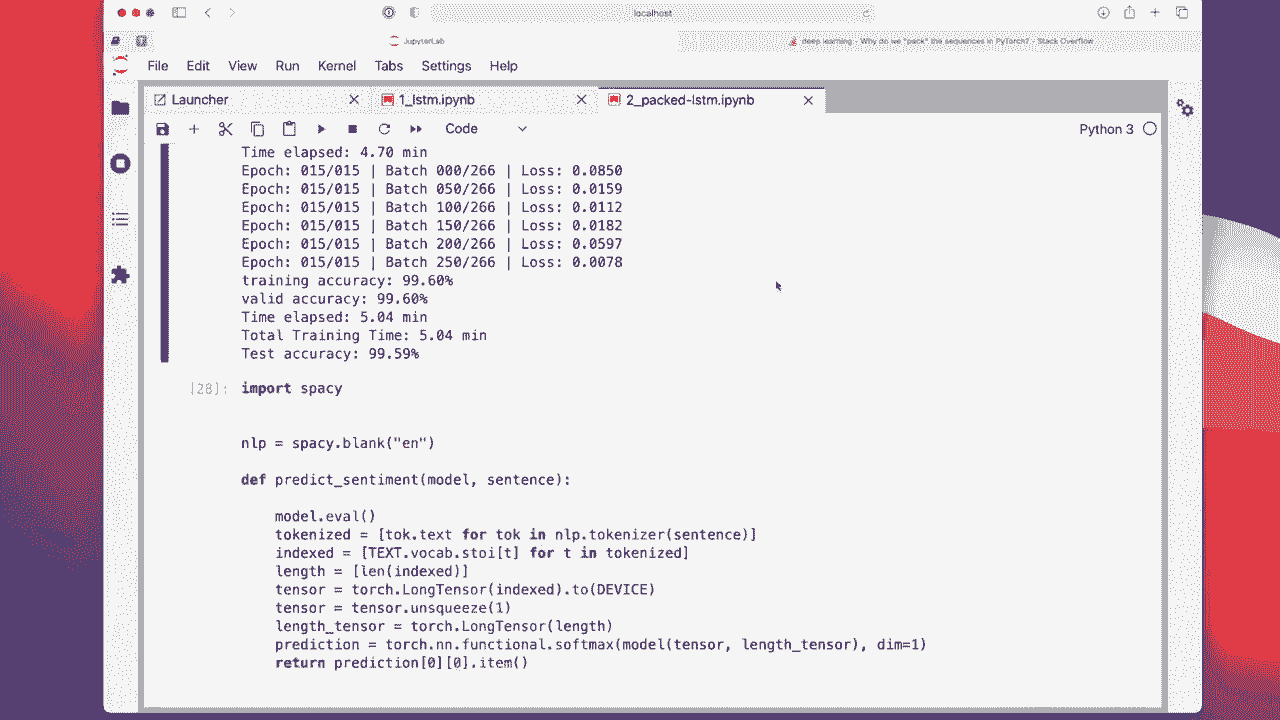 localhost
JupyterLab
- Why do we "pack" the sequences in PyTorch? - Stack Overflow
File Edit View Run Kernel Tabs Settings Help
Launcher
1_lstm.ipynb
2_packed-lstm.ipynb
Code
Python 3
Time elapsed: 4.70 min
Epoch: 015/015 | Batch 000/266 | Loss: 0.0850
Epoch: 015/015 | Batch 050/266 | Loss: 0.0159
Epoch: 015/015 | Batch 100/266 | Loss: 0.0112
Epoch: 015/015 | Batch 150/266 | Loss: 0.0182
Epoch: 015/015 | Batch 200/266 | Loss: 0.0597
Epoch: 015/015 | Batch 250/266 | Loss: 0.0078
training accuracy: 99.60%
valid accuracy: 99.60%
Time elapsed: 5.04 min
Total Training Time: 5.04 min
Test accuracy: 99.59%
[28]: import spacy
nlp = spacy.blank("en")
def predict_sentiment(model, sentence):
model.eval()
tokenized = [tok.text for tok in nlp.tokenizer(sentence)]
indexed = [TEXT.vocab.stoi[t] for t in tokenized]
length = [len(indexed)]
tensor = torch.LongTensor(indexed).to(DEVICE)
tensor = tensor.unsqueeze(1)
length_tensor = torch.LongTensor(length)
prediction = torch.nn.functional.softmax(model(tensor, length_tensor), dim=1)
return prediction[0][0].item()